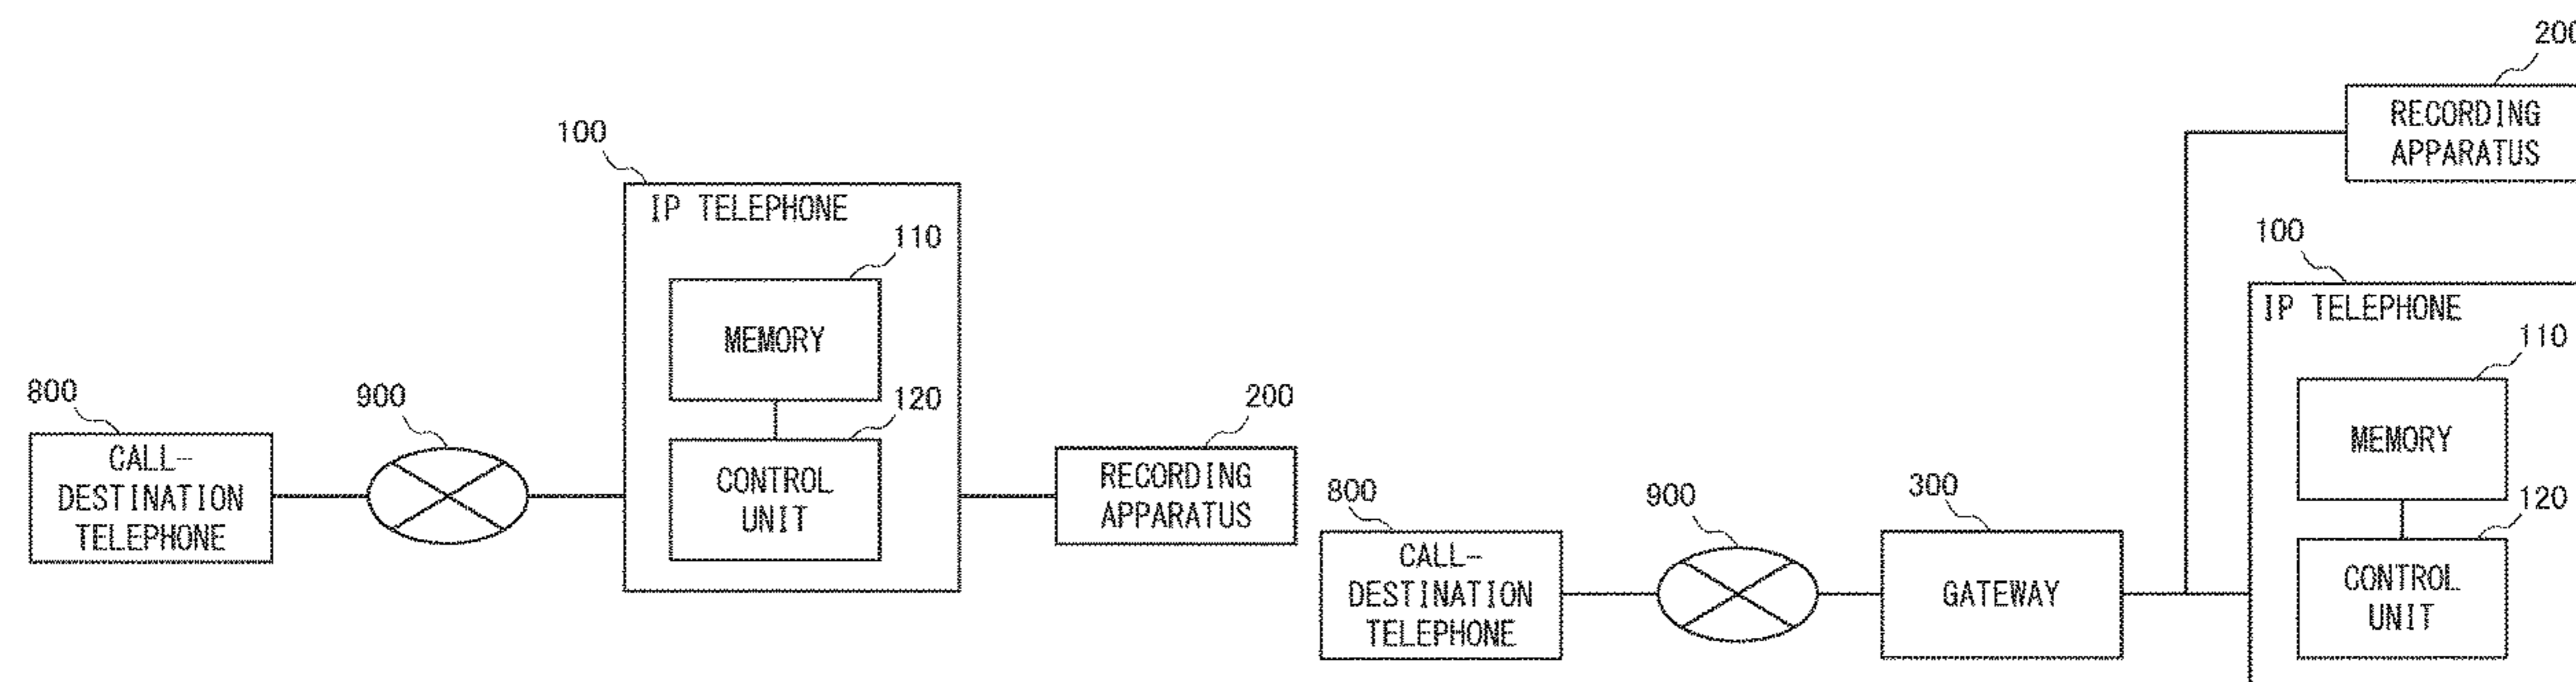 100
IP TELEPHONE
110
MEMORY
800
900
120
200
CALL-
DESTINATION
TELEPHONE
CONTROL
UNIT
RECORDING
APPARATUS
200
RECORDING
APPARATUS
100
IP TELEPHONE
110
MEMORY
800
900
300
120
CALL-
DESTINATION
TELEPHONE
GATEWAY
CONTROL
UNIT